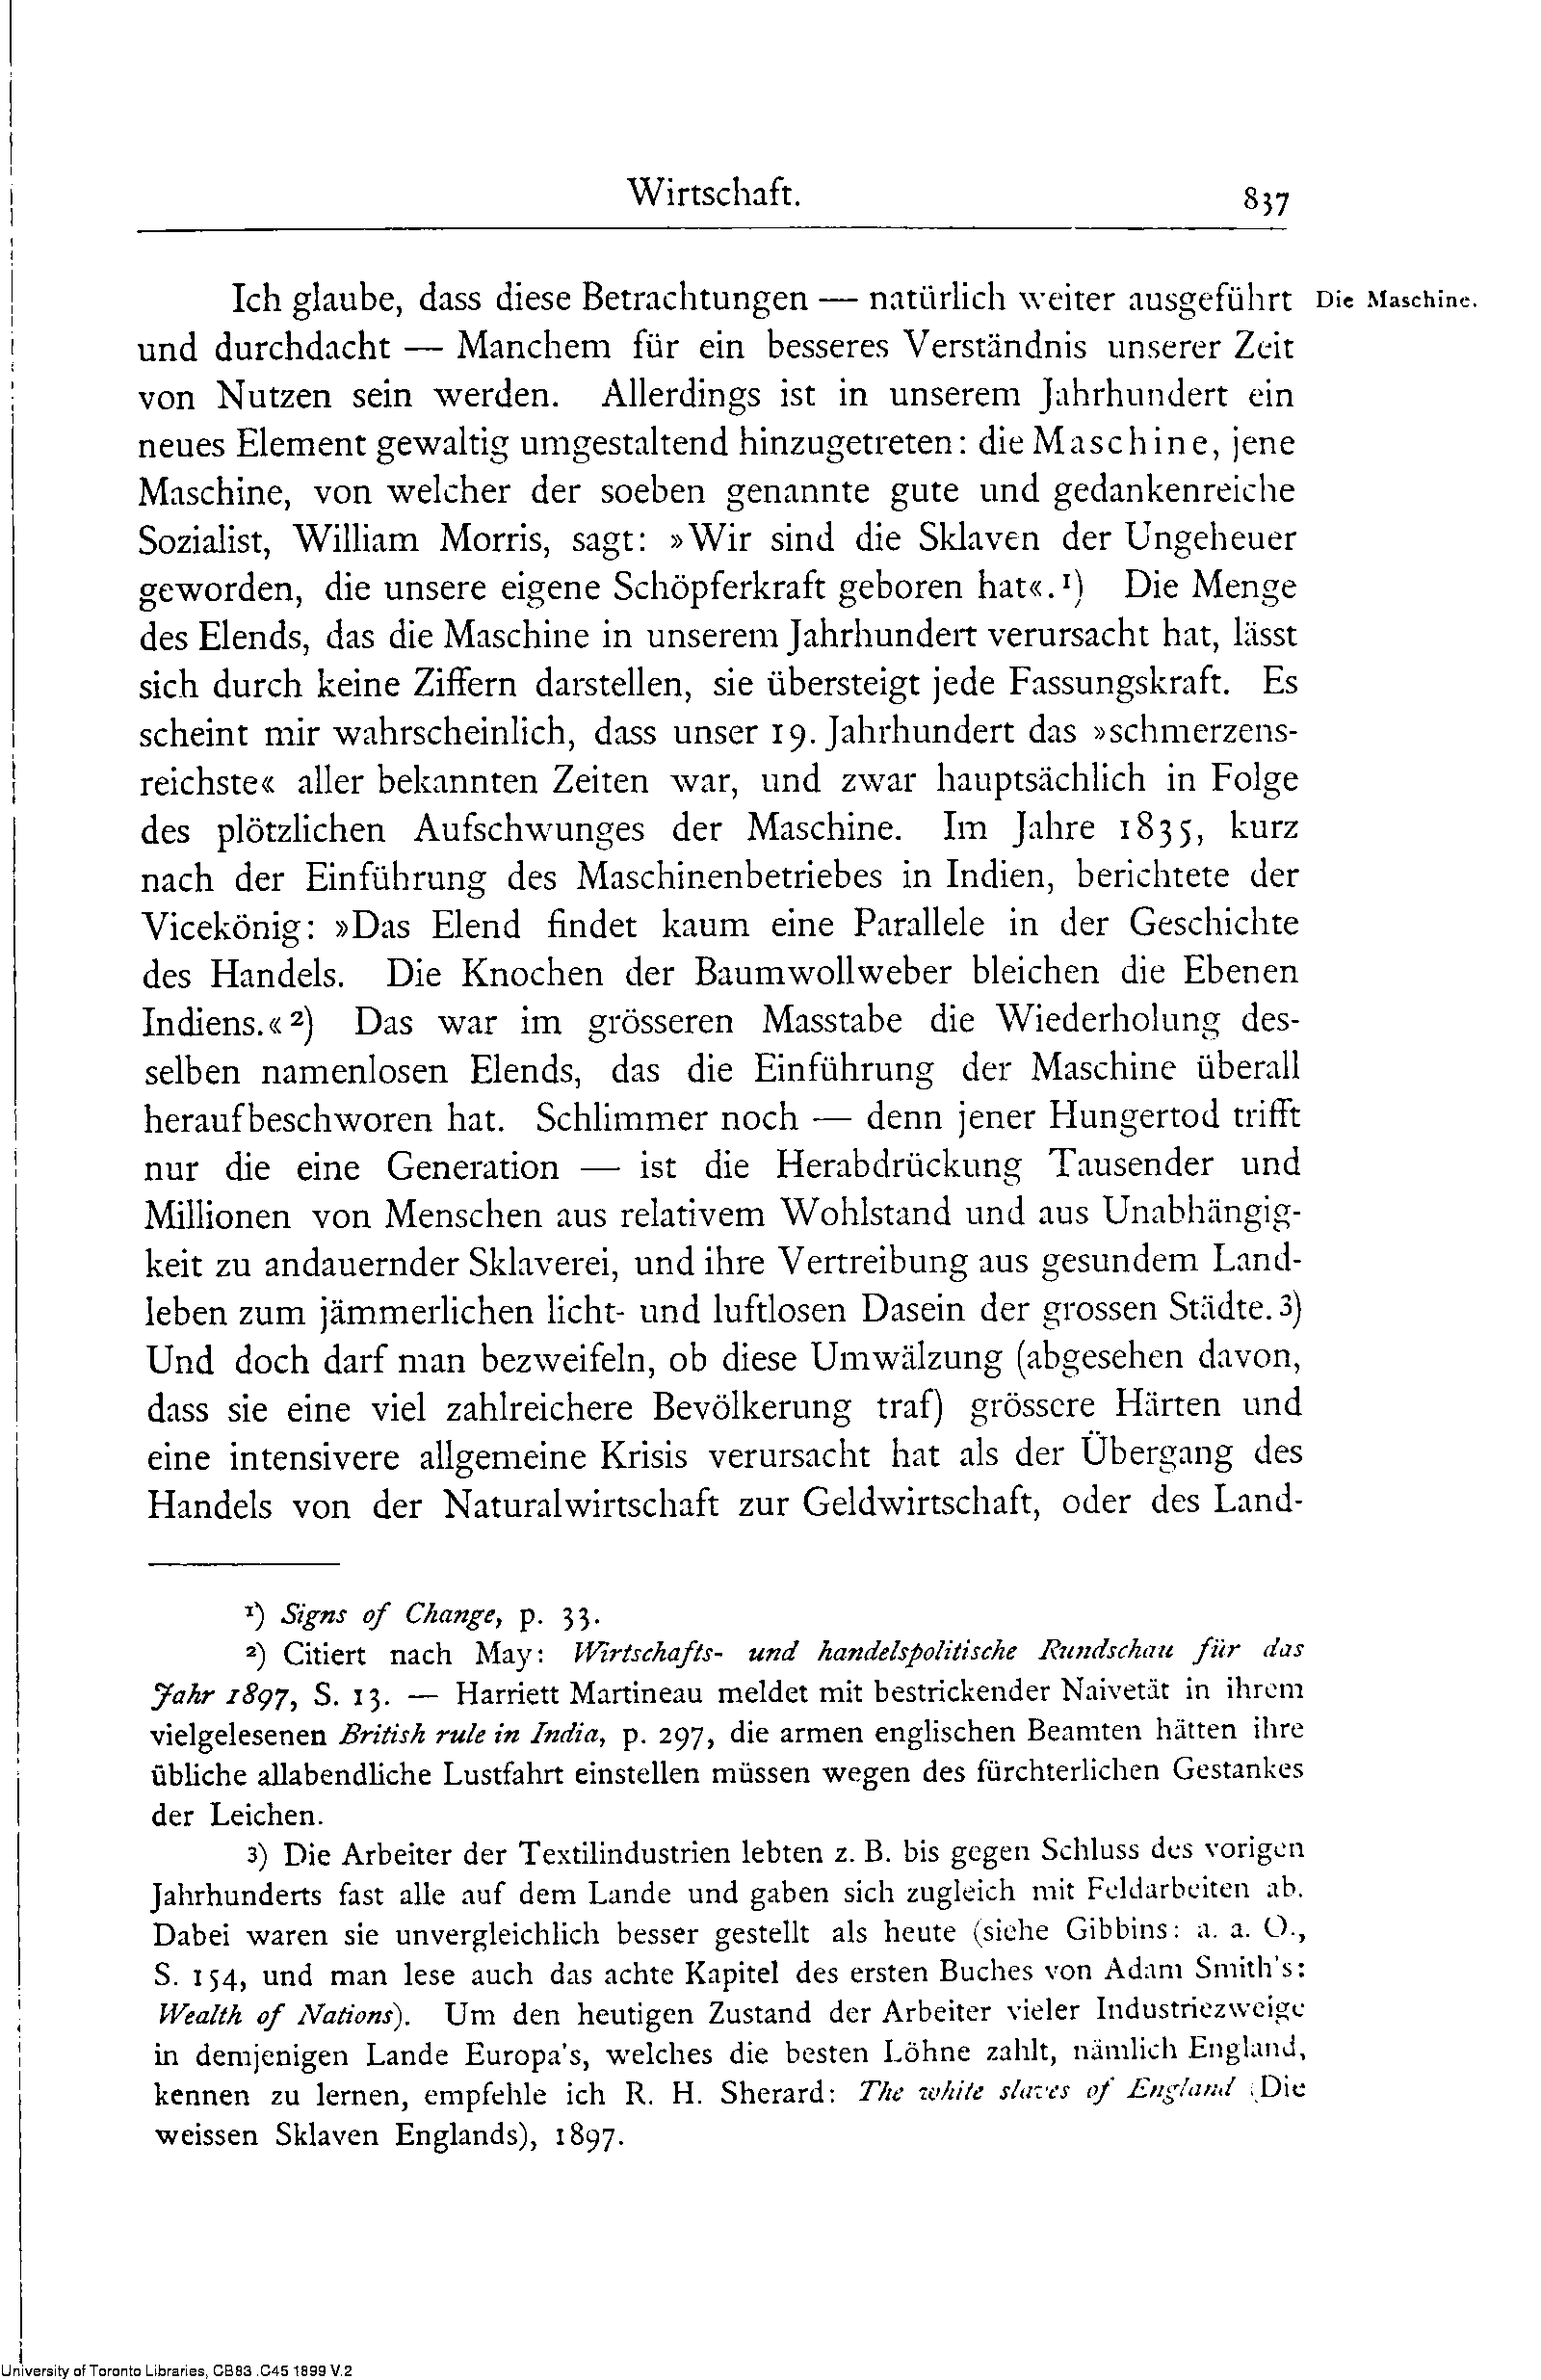 Wirtschaft. 837
Ich glaube, dass diese Betrachtungen — natürlich weiter ausgeführt Die Maschine.
und durchdacht — Manchem für ein besseres Verständnis unserer Zeit
von Nutzen sein werden. Allerdings ist in unserem Jahrhundert ein
neues Element gewaltig umgestaltend hinzugetreten: die Maschine, jene
Maschine, von welcher der soeben genannte gute und gedankenreiche
Sozialist, William Morris, sagt: »Wir sind die Sklaven der Ungeheuer
geworden, die unsere eigene Schöpferkraft geboren hat«.¹) Die Menge
des Elends, das die Maschine in unserem Jahrhundert verursacht hat, lässt
sich durch keine Ziffern darstellen, sie übersteigt jede Fassungskraft. Es
scheint mir wahrscheinlich, dass unser 19. Jahrhundert das »schmerzens-
reichste« aller bekannten Zeiten war, und zwar hauptsächlich in Folge
des plötzlichen Aufschwunges der Maschine. Im Jahre 1835, kurz
nach der Einführung des Maschinenbetriebes in Indien, berichtete der
Vicekönig: »Das Elend findet kaum eine Parallele in der Geschichte
des Handels. Die Knochen der Baumwollweber bleichen die Ebenen
Indiens.«²) Das war im grösseren Masstabe die Wiederholung des-
selben namenlosen Elends, das die Einführung der Maschine überall
heraufbeschworen hat. Schlimmer noch — denn jener Hungertod trifft
nur die eine Generation — ist die Herabdrückung Tausender und
Millionen von Menschen aus relativem Wohlstand und aus Unabhängig-
keit zu andauernder Sklaverei, und ihre Vertreibung aus gesundem Land-
leben zum jämmerlichen licht- und luftlosen Dasein der grossen Städte.³)
Und doch darf man bezweifeln, ob diese Umwälzung (abgesehen davon,
dass sie eine viel zahlreichere Bevölkerung traf) grössere Härten und
eine intensivere allgemeine Krisis verursacht hat als der Übergang des
Handels von der Naturalwirtschaft zur Geldwirtschaft, oder des Land-
¹) Signs of Change, p. 33.
²) Citiert nach May: Wirtschafts- und handelspolitische Rundschau für das
Jahr 1897, S. 13. — Harriett Martineau meldet mit bestrickender Naivetät in ihrem
vielgelesenen British rule in India, p. 297, die armen englischen Beamten hätten ihre
übliche allabendliche Lustfahrt einstellen müssen wegen des fürchterlichen Gestankes
der Leichen.
³) Die Arbeiter der Textilindustrien lebten z. B. bis gegen Schluss des vorigen
Jahrhunderts fast alle auf dem Lande und gaben sich zugleich mit Feldarbeiten ab.
Dabei waren sie unvergleichlich besser gestellt als heute (siehe Gibbins: a. a. O.,
S. 154, und man lese auch das achte Kapitel des ersten Buches von Adam Smith's:
Wealth of Nations). Um den heutigen Zustand der Arbeiter vieler Industriezweige
in demjenigen Lande Europa's, welches die besten Löhne zahlt, nämlich England,
kennen zu lernen, empfehle ich R. H. Sherard: The white slaves of England (Die
weissen Sklaven Englands), 1897.
University of Toronto Libraries, CB83 .C45 1899 V.2